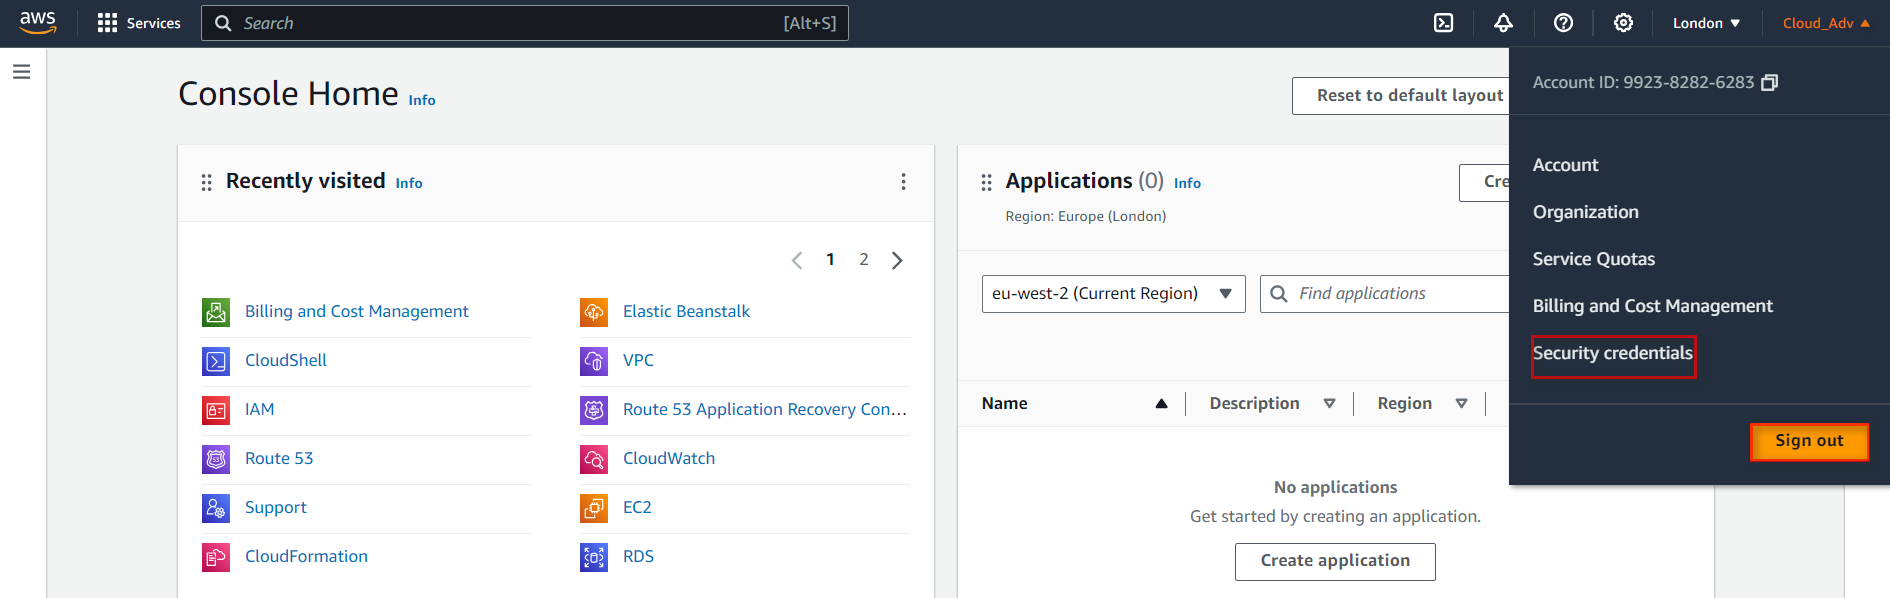 aws
Services
Search [Alt+S]
London
Cloud_Adv
Console Home Info
Reset to default layout
Account ID: 9923-8282-6283
Account
Organization
Service Quotas
Billing and Cost Management
Security credentials
Sign out
Recently visited Info
1 2
Billing and Cost Management
CloudShell
IAM
Route 53
Support
CloudFormation
Elastic Beanstalk
VPC
Route 53 Application Recovery Con...
CloudWatch
EC2
RDS
Applications (0) Info
Region: Europe (London)
Cre
eu-west-2 (Current Region)
Find applications
Name Description Region
No applications
Get started by creating an application.
Create application